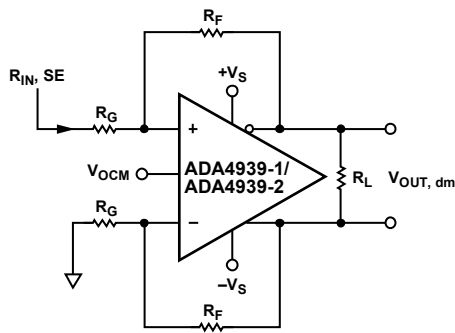 R_F
R_IN, SE
+V_S
R_G
+
V_OCM
ADA4939-1/
ADA4939-2
R_L
V_OUT, dm
R_G
–
–V_S
R_F